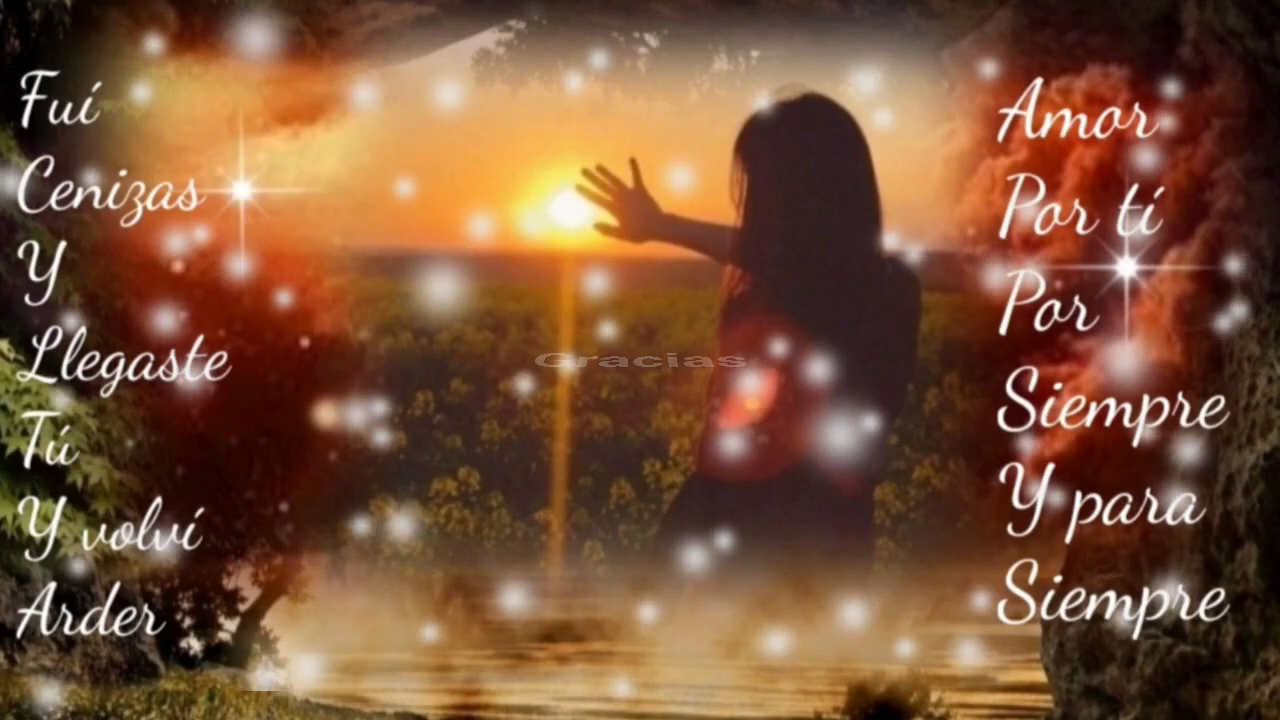 Fuí
Cenizas
Y
Llegaste
Tú
Y volví
Arder
Gracias
Amor
Por tí
Por
Siempre
Y para
Siempre